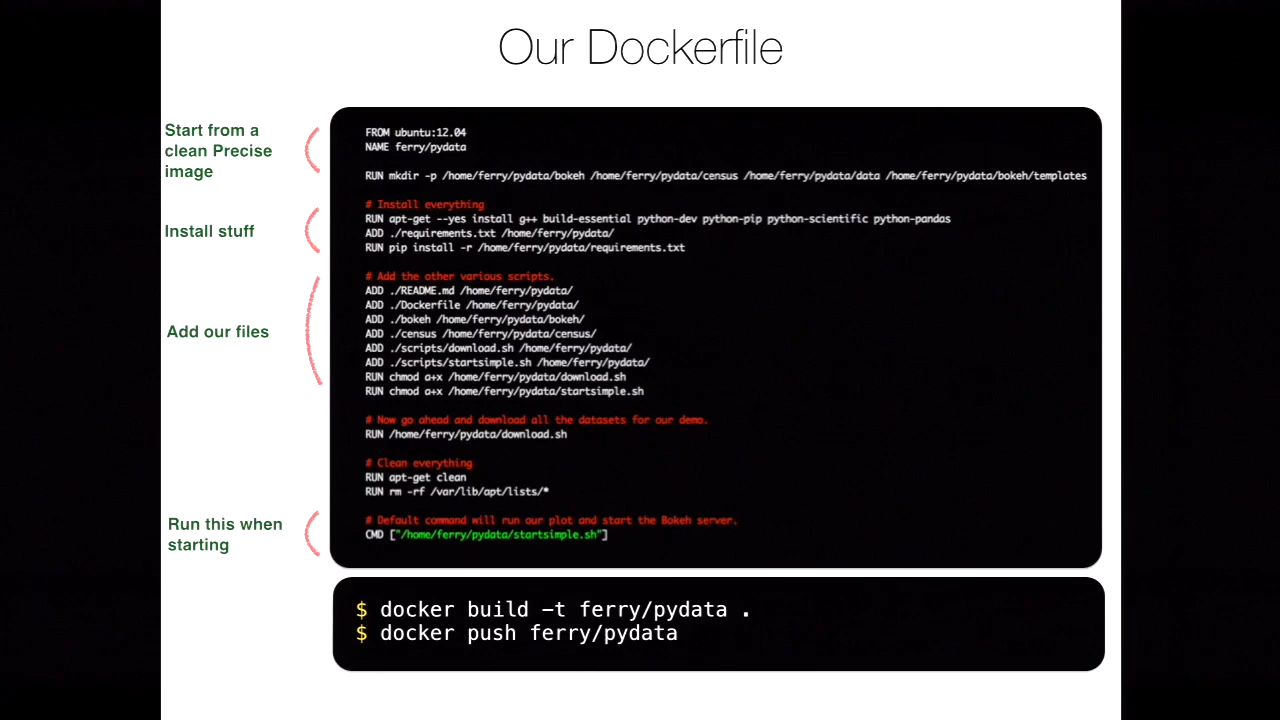 Our Dockerfile
Start from a
clean Precise
image
FROM ubuntu:12.04
NAME ferry/pydata
RUN mkdir -p /home/ferry/pydata/bokeh /home/ferry/pydata/census /home/ferry/pydata/data /home/ferry/pydata/bokeh/templates
Install stuff
# Install everything
RUN apt-get --yes install g++ build-essential python-dev python-pip python-scientific python-pandas
ADD ./requirements.txt /home/ferry/pydata/
RUN pip install -r /home/ferry/pydata/requirements.txt
Add our files
# Add the other various scripts.
ADD ./README.md /home/ferry/pydata/
ADD ./Dockerfile /home/ferry/pydata/
ADD ./bokeh /home/ferry/pydata/bokeh/
ADD ./census /home/ferry/pydata/census/
ADD ./scripts/download.sh /home/ferry/pydata/
ADD ./scripts/startsimple.sh /home/ferry/pydata/
RUN chmod a+x /home/ferry/pydata/download.sh
RUN chmod a+x /home/ferry/pydata/startsimple.sh
# Now go ahead and download all the datasets for our demo.
RUN /home/ferry/pydata/download.sh
# Clean everything
RUN apt-get clean
RUN rm -rf /var/lib/apt/lists/*
Run this when
starting
# Default command will run our plot and start the Bokeh server.
CMD ["/home/ferry/pydata/startsimple.sh"]
$ docker build -t ferry/pydata .
$ docker push ferry/pydata